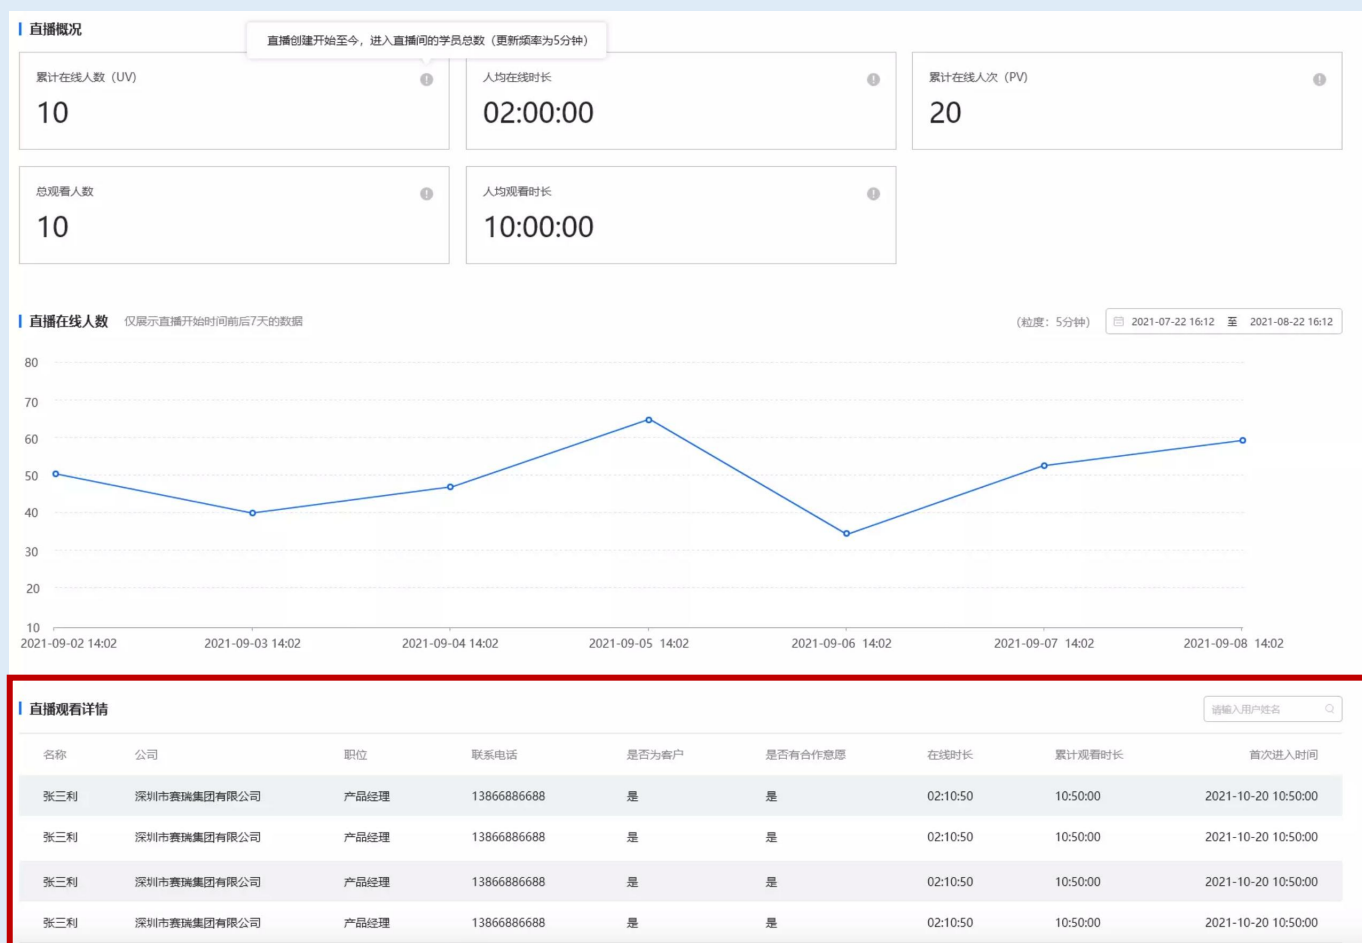 直播概况
直播创建开始至今，进入直播间的学员总数（更新频率为5分钟）
累计在线人数（UV）
10
人均在线时长
02:00:00
累计在线人次（PV）
20
总观看人数
10
人均观看时长
10:00:00
直播在线人数 仅展示直播开始时间前后7天的数据
（粒度：5分钟） 2021-07-22 16:12 至 2021-08-22 16:12
80
70
60
50
40
30
20
10
2021-09-02 14:02 2021-09-03 14:02 2021-09-04 14:02 2021-09-05 14:02 2021-09-06 14:02 2021-09-07 14:02 2021-09-08 14:02
直播观看详情 请输入用户姓名
名称 公司 职位 联系电话 是否为客户 是否有合作意愿 在线时长 累计观看时长 首次进入时间
张三利 深圳市赛瑞集团有限公司 产品经理 13866886688 是 是 02:10:50 10:50:00 2021-10-20 10:50:00
张三利 深圳市赛瑞集团有限公司 产品经理 13866886688 是 是 02:10:50 10:50:00 2021-10-20 10:50:00
张三利 深圳市赛瑞集团有限公司 产品经理 13866886688 是 是 02:10:50 10:50:00 2021-10-20 10:50:00
张三利 深圳市赛瑞集团有限公司 产品经理 13866886688 是 是 02:10:50 10:50:00 2021-10-20 10:50:00